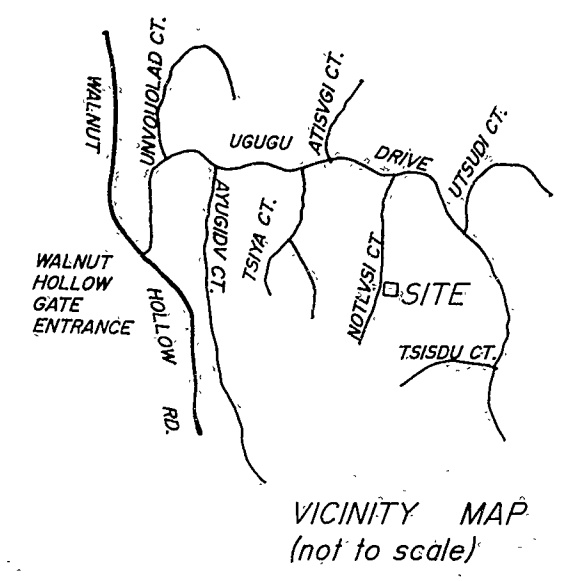 WALNUT
HOLLOW
RD.
UNVQUOLAD CT.
UGUGU DRIVE
ATISVGI CT.
UTSUDI CT.
AYUGIDV CT.
TSIYA CT.
NOTLVSI CT.
SITE
WALNUT
HOLLOW
GATE
ENTRANCE
TSISDU CT.
VICINITY MAP
(not to scale)